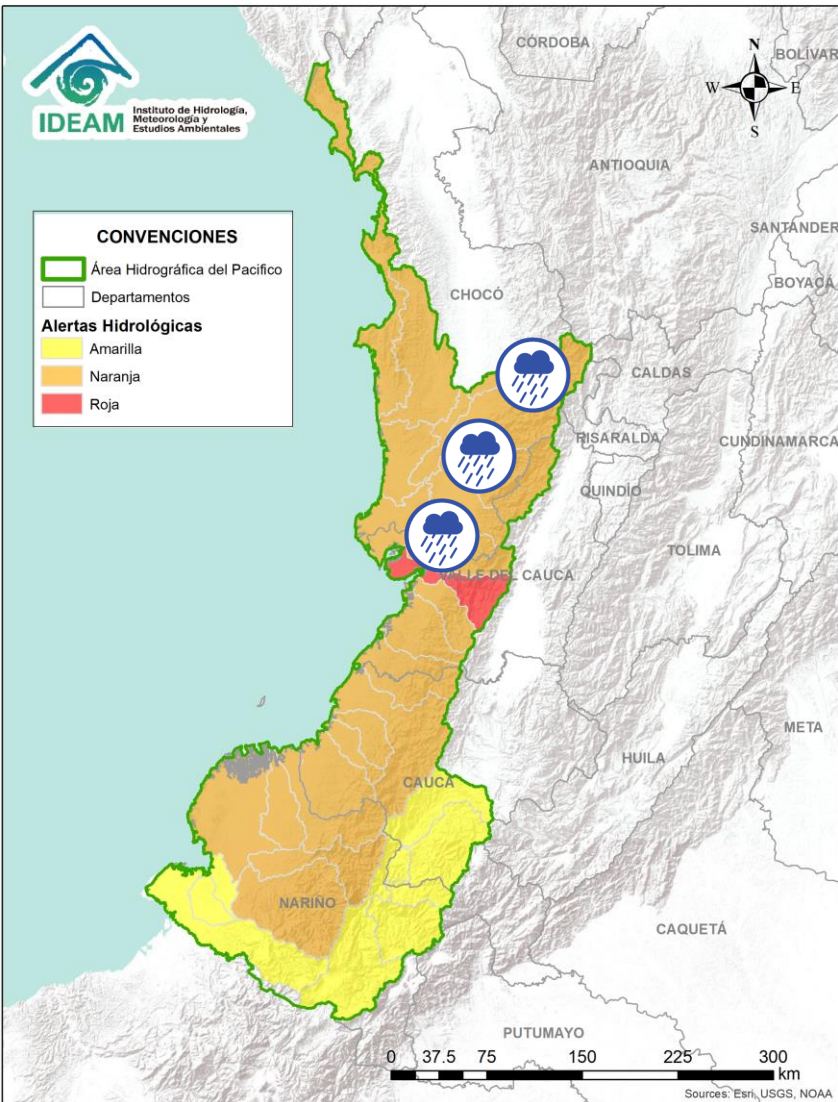 IDEAM
Instituto de Hidrología,
Meteorología y
Estudios Ambientales
N
W
E
S
CÓRDOBA
BOLÍVAR
ANTIOQUIA
SANTANDER
BOYACÁ
CHOCÓ
CALDAS
RISARALDA
CUNDINAMARCA
QUINDÍO
TOLIMA
VALLE DEL CAUCA
META
HUILA
CAUCA
NARIÑO
CAQUETÁ
PUTUMAYO
CONVENCIONES
Área Hidrográfica del Pacifico
Departamentos
Alertas Hidrológicas
Amarilla
Naranja
Roja
0 37.5 75 150 225 300
km
Sources: Esri, USGS, NOAA